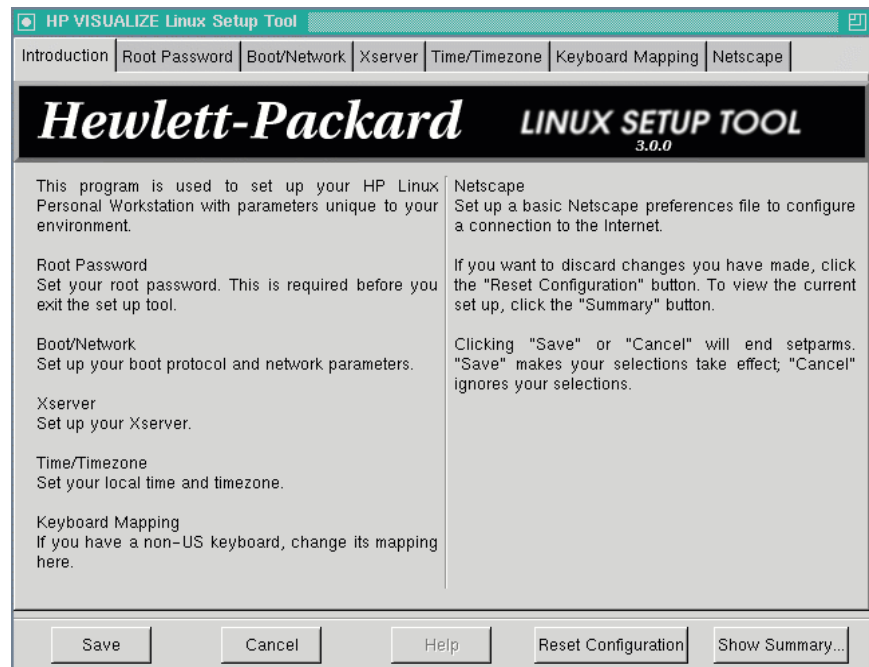 HP VISUALIZE Linux Setup Tool
Introduction Root Password Boot/Network Xserver Time/Timezone Keyboard Mapping Netscape
Hewlett-Packard LINUX SETUP TOOL
3.0.0
This program is used to set up your HP Linux
Personal Workstation with parameters unique to your
environment.
Root Password
Set your root password. This is required before you
exit the set up tool.
Boot/Network
Set up your boot protocol and network parameters.
Xserver
Set up your Xserver.
Time/Timezone
Set your local time and timezone.
Keyboard Mapping
If you have a non-US keyboard, change its mapping
here.
Netscape
Set up a basic Netscape preferences file to configure
a connection to the Internet.
If you want to discard changes you have made, click
the "Reset Configuration" button. To view the current
set up, click the "Summary" button.
Clicking "Save" or "Cancel" will end setparms.
"Save" makes your selections take effect; "Cancel"
ignores your selections.
Save Cancel Help Reset Configuration Show Summary...